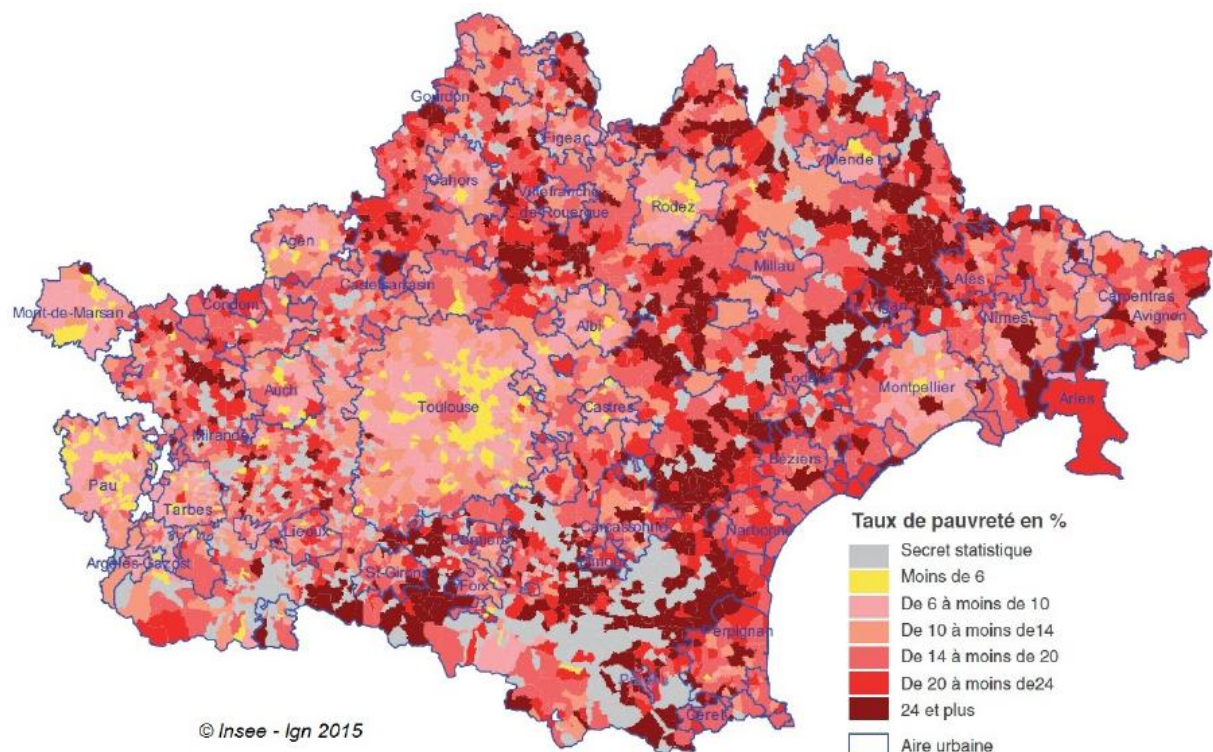 Gourdon
Figeac
Mende
Cahors
Villefranche
de Rouergue
Rodez
Agen
Millau
Alès
Castelsarrasin
Carpentras
Condom
Mont-de-Marsan
Avignon
Nîmes
Albi
Lodève
Auch
Montpellier
Arles
Toulouse
Castres
Mirande
Béziers
Pau
Tarbes
Carcassonne
Narbonne
Pamiers
Argelès-Gazost
St-Girons
Foix
Limoux
Perpignan
Céret
Taux de pauvreté en %
Secret statistique
Moins de 6
De 6 à moins de 10
De 10 à moins de14
De 14 à moins de 20
De 20 à moins de24
24 et plus
Aire urbaine
© Insee - Ign 2015